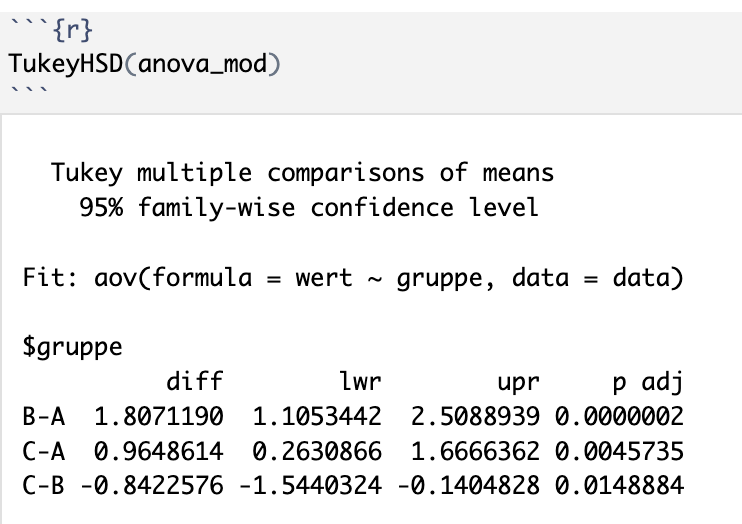 ```{r}
TukeyHSD(anova_mod)
```
Tukey multiple comparisons of means
95% family-wise confidence level
Fit: aov(formula = wert ~ gruppe, data = data)
$gruppe
diff lwr upr p adj
B-A 1.8071190 1.1053442 2.5088939 0.0000002
C-A 0.9648614 0.2630866 1.6666362 0.0045735
C-B -0.8422576 -1.5440324 -0.1404828 0.0148884